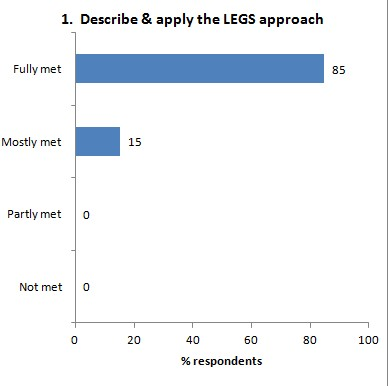 1. Describe & apply the LEGS approach
Fully met 85
Mostly met 15
Partly met 0
Not met 0
0 20 40 60 80 100
% respondents